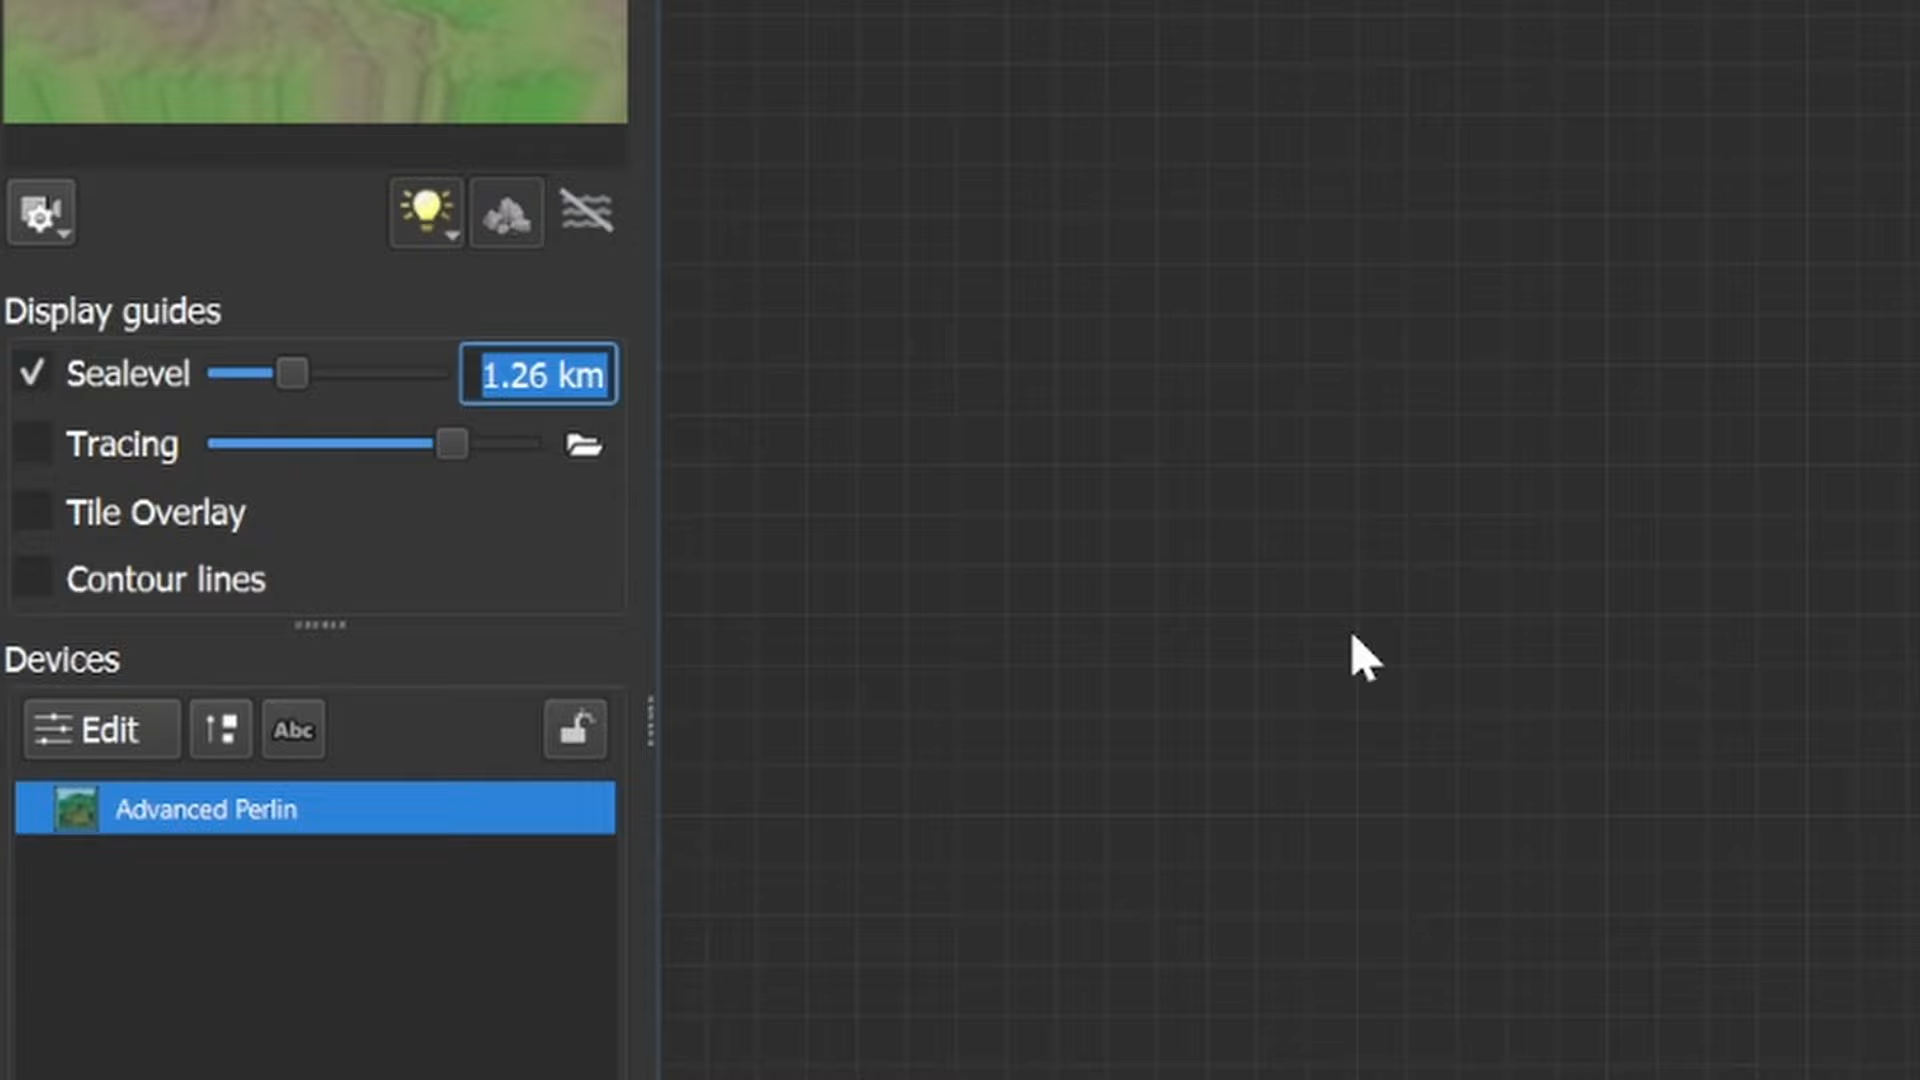 Display guides
Sealevel 1.26 km
Tracing
Tile Overlay
Contour lines
Devices
Edit Abc
Advanced Perlin